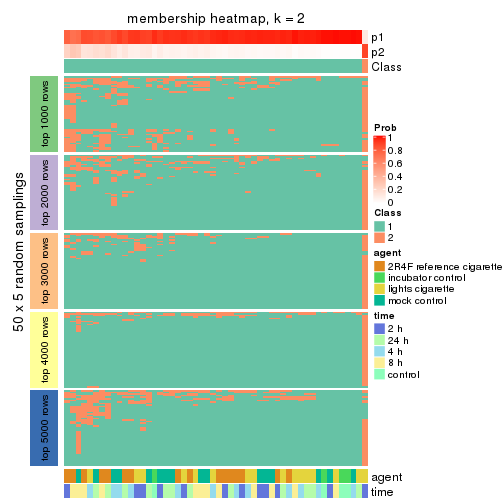 membership heatmap, k = 2
p1
p2
Class
50 x 5 random samplings
top 1000 rows
top 2000 rows
top 3000 rows
top 4000 rows
top 5000 rows
Prob
1
0.8
0.6
0.4
0.2
0
Class
1
2
agent
2R4F reference cigarette
incubator control
lights cigarette
mock control
time
2 h
24 h
4 h
8 h
control
agent
time